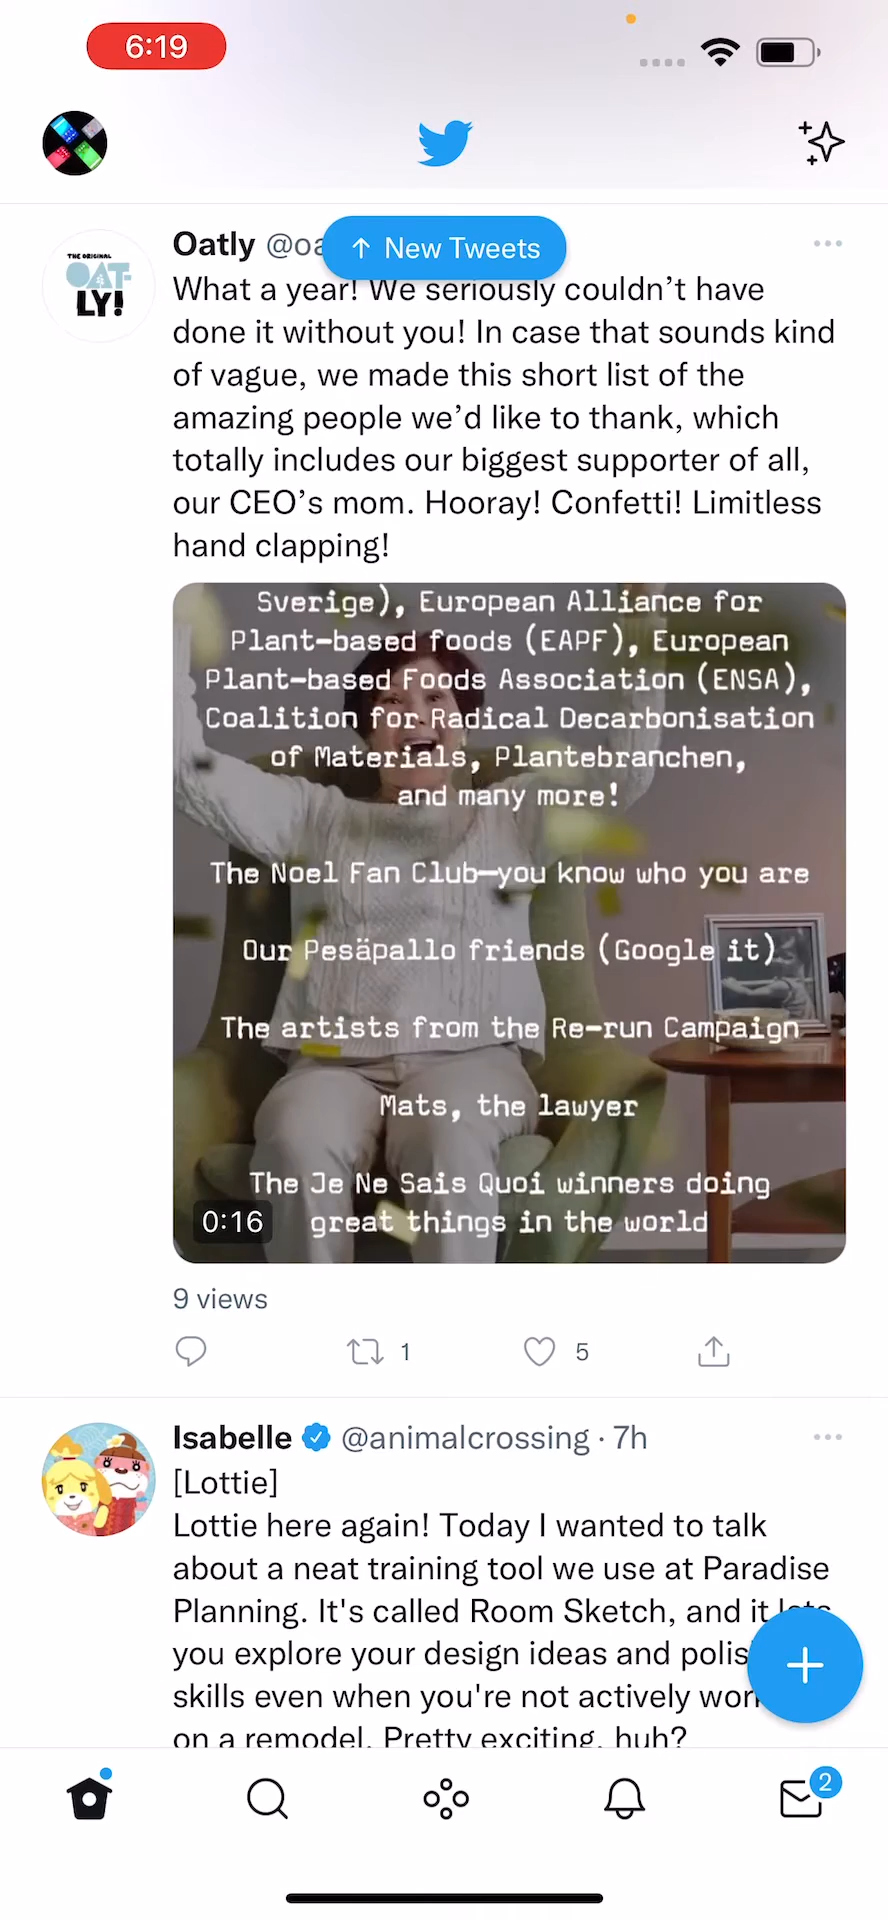 6:19
Oatly @oa
↑ New Tweets
THE ORIGINAL
OAT-
LY!
What a year! We seriously couldn’t have
done it without you! In case that sounds kind
of vague, we made this short list of the
amazing people we’d like to thank, which
totally includes our biggest supporter of all,
our CEO’s mom. Hooray! Confetti! Limitless
hand clapping!
Sverige), European Alliance for
Plant-based foods (EAPF), European
Plant-based Foods Association (ENSA),
Coalition for Radical Decarbonisation
of Materials, Plantebranchen,
and many more!
The Noel Fan Club—you know who you are
Our Pesäpallo friends (Google it)
The artists from the Re-run Campaign
Mats, the lawyer
The Je Ne Sais Quoi winners doing
great things in the world
0:16
9 views
1
5
Isabelle @animalcrossing · 7h
[Lottie]
Lottie here again! Today I wanted to talk
about a neat training tool we use at Paradise
Planning. It's called Room Sketch, and it lets
you explore your design ideas and polis
skills even when you're not actively wor
on a remodel. Pretty exciting, huh?
2